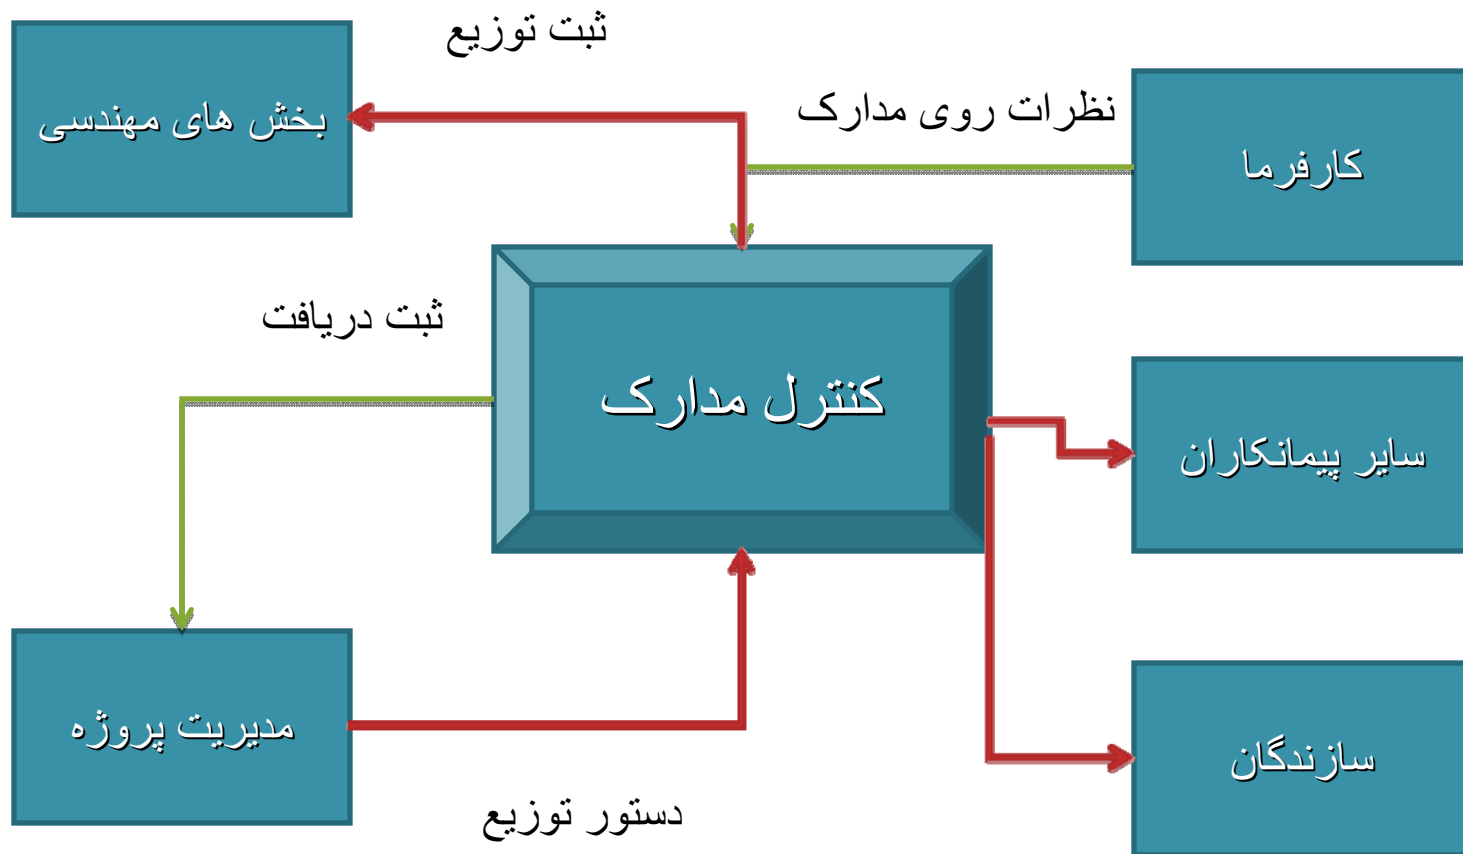 ثبت توزیع
نظرات روی مدارک
بخش های مهندسی
کارفرما
ثبت دریافت
کنترل مدارک
سایر پیمانکاران
مدیریت پروژه
سازندگان
دستور توزیع